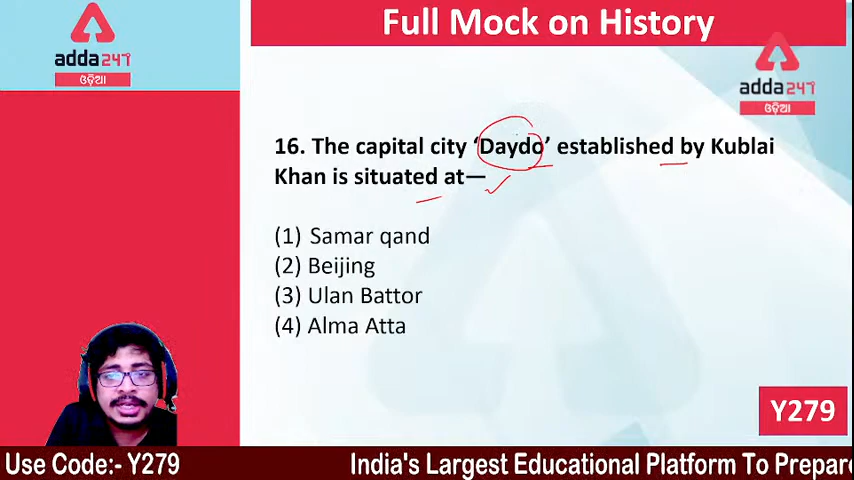 Full Mock on History
adda247
ଓଡ଼ିଆ
adda247
ଓଡ଼ିଆ
16. The capital city ‘Daydo’ established by Kublai
Khan is situated at—
(1) Samar qand
(2) Beijing
(3) Ulan Battor
(4) Alma Atta
Y279
Use Code:- Y279
India's Largest Educational Platform To Prepare